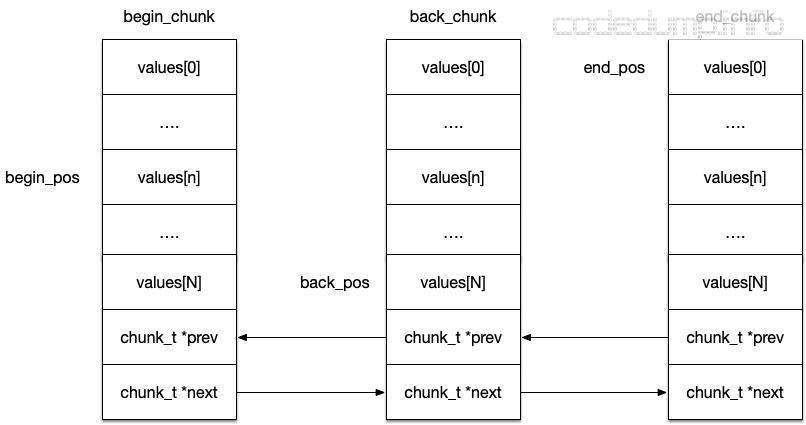 begin_chunk
back_chunk
end_chunk
codedump.info
values[0]
values[0]
end_pos
values[0]
....
....
....
begin_pos
values[n]
values[n]
values[n]
....
....
....
values[N]
back_pos
values[N]
values[N]
chunk_t *prev
chunk_t *prev
chunk_t *prev
chunk_t *next
chunk_t *next
chunk_t *next